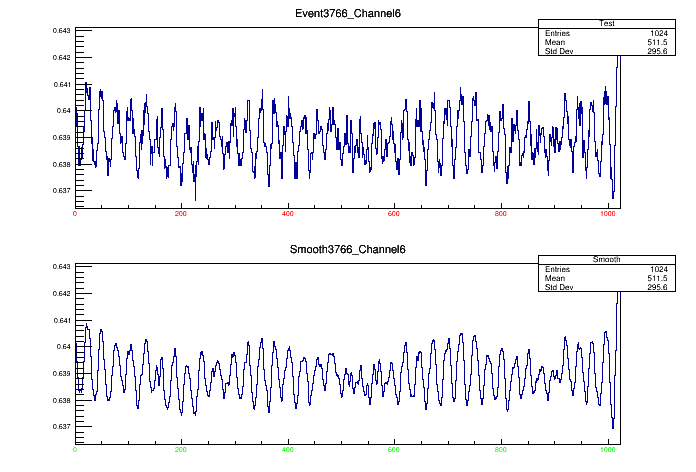 Event3766_Channel6
Test
Entries 1024
Mean 511.5
Std Dev 295.6
0.643
0.642
0.641
0.64
0.639
0.638
0.637
0 200 400 600 800 1000
Smooth3766_Channel6
Smooth
Entries 1024
Mean 511.5
Std Dev 295.6
0.643
0.642
0.641
0.64
0.639
0.638
0.637
0 200 400 600 800 1000